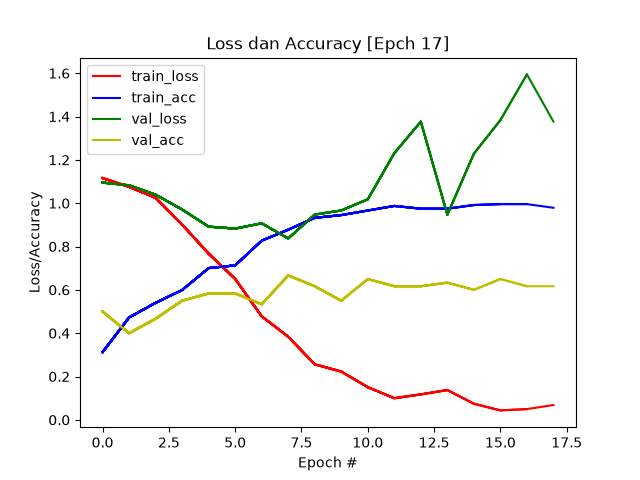 Loss dan Accuracy [Epch 17]
train_loss
train_acc
val_loss
val_acc
Loss/Accuracy
1.6
1.4
1.2
1.0
0.8
0.6
0.4
0.2
0.0
0.0 2.5 5.0 7.5 10.0 12.5 15.0 17.5
Epoch #